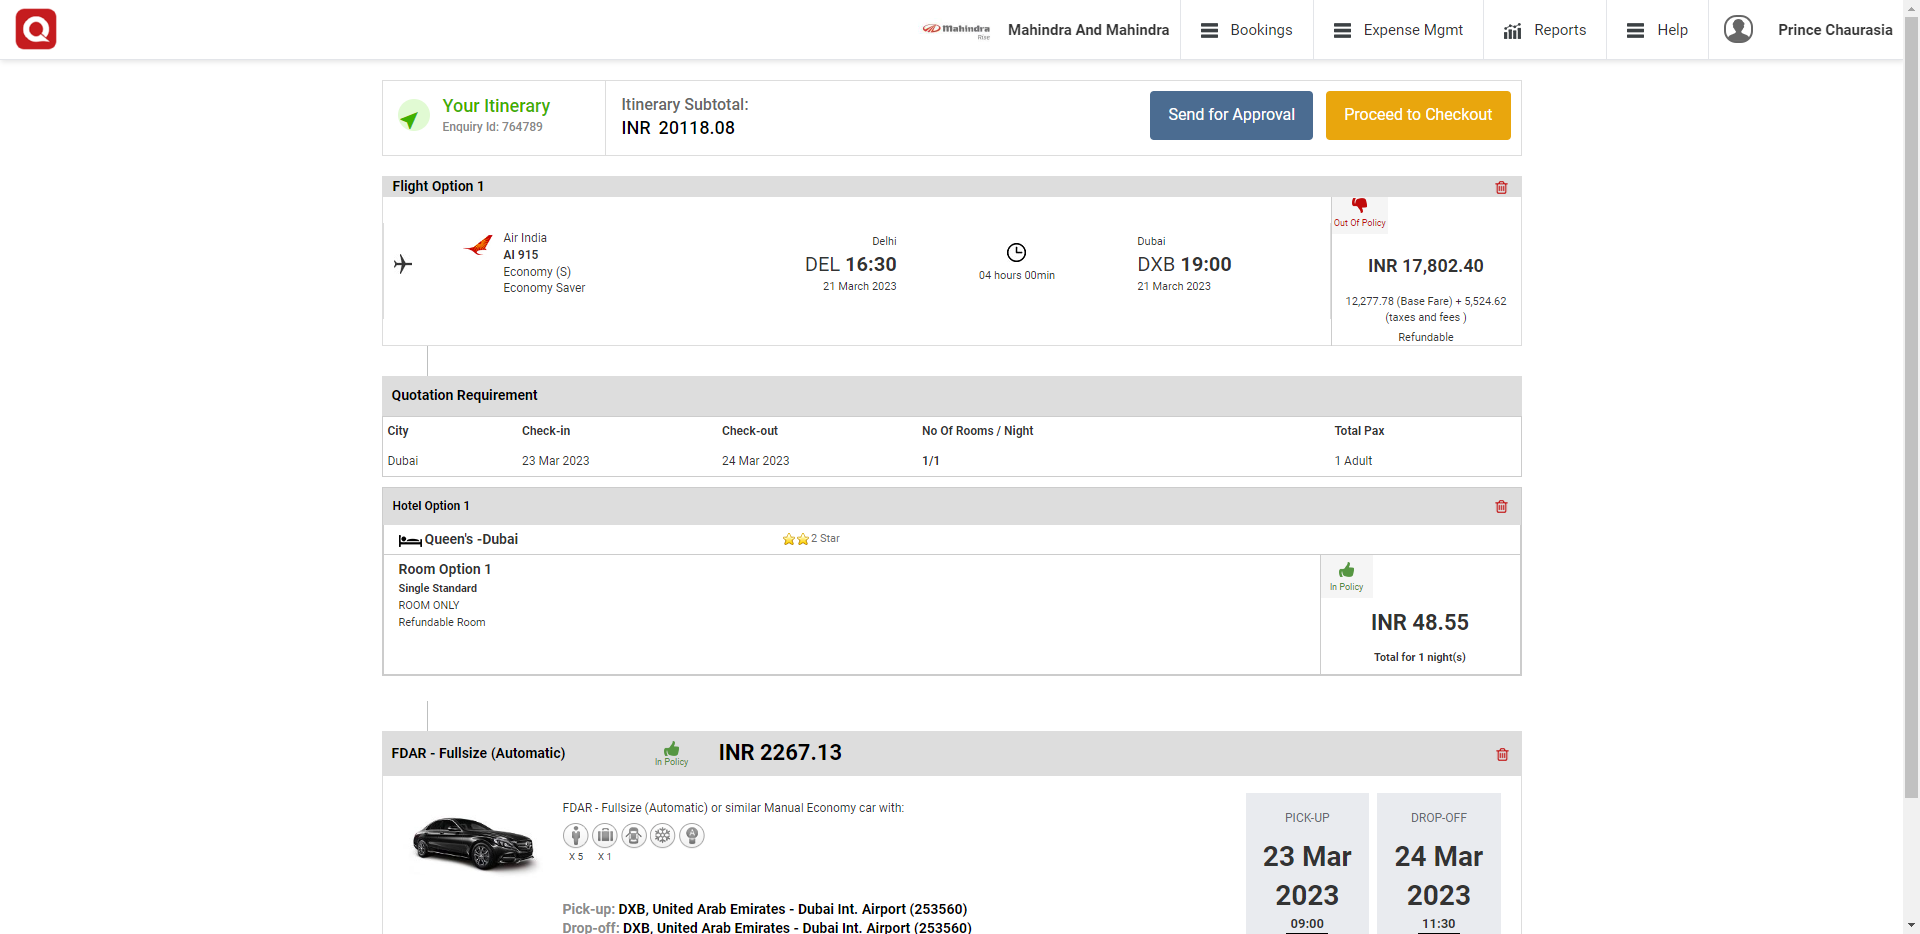 Mahindra
Rise
Mahindra And Mahindra
Bookings
Expense Mgmt
Reports
Help
Prince Chaurasia
Your Itinerary
Enquiry Id: 764789
Itinerary Subtotal:
INR 20118.08
Send for Approval
Proceed to Checkout
Flight Option 1
Air India
AI 915
Economy (S)
Economy Saver
Delhi
DEL 16:30
21 March 2023
04 hours 00min
Dubai
DXB 19:00
21 March 2023
Out Of Policy
INR 17,802.40
12,277.78 (Base Fare) + 5,524.62
(taxes and fees )
Refundable
Quotation Requirement
City Check-in Check-out No Of Rooms / Night Total Pax
Dubai 23 Mar 2023 24 Mar 2023 1/1 1 Adult
Hotel Option 1
Queen's -Dubai
2 Star
Room Option 1
Single Standard
ROOM ONLY
Refundable Room
In Policy
INR 48.55
Total for 1 night(s)
FDAR - Fullsize (Automatic)
In Policy
INR 2267.13
FDAR - Fullsize (Automatic) or similar Manual Economy car with:
X 5 X 1
Pick-up: DXB, United Arab Emirates - Dubai Int. Airport (253560)
Drop-off: DXB, United Arab Emirates - Dubai Int. Airport (253560)
PICK-UP
23 Mar
2023
09:00
DROP-OFF
24 Mar
2023
11:30